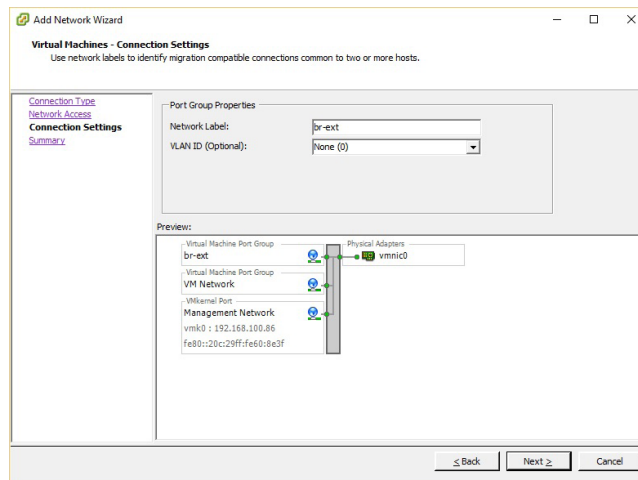 Add Network Wizard
Virtual Machines - Connection Settings
Use network labels to identify migration compatible connections common to two or more hosts.
Connection Type
Network Access
Connection Settings
Summary
Port Group Properties
Network Label:
br-ext
VLAN ID (Optional):
None (0)
Preview:
Virtual Machine Port Group
br-ext
Physical Adapters
vmnic0
Virtual Machine Port Group
VM Network
VMkernel Port
Management Network
vmk0 : 192.168.100.86
fe80::20c:29ff:fe60:8e3f
< Back
Next >
Cancel